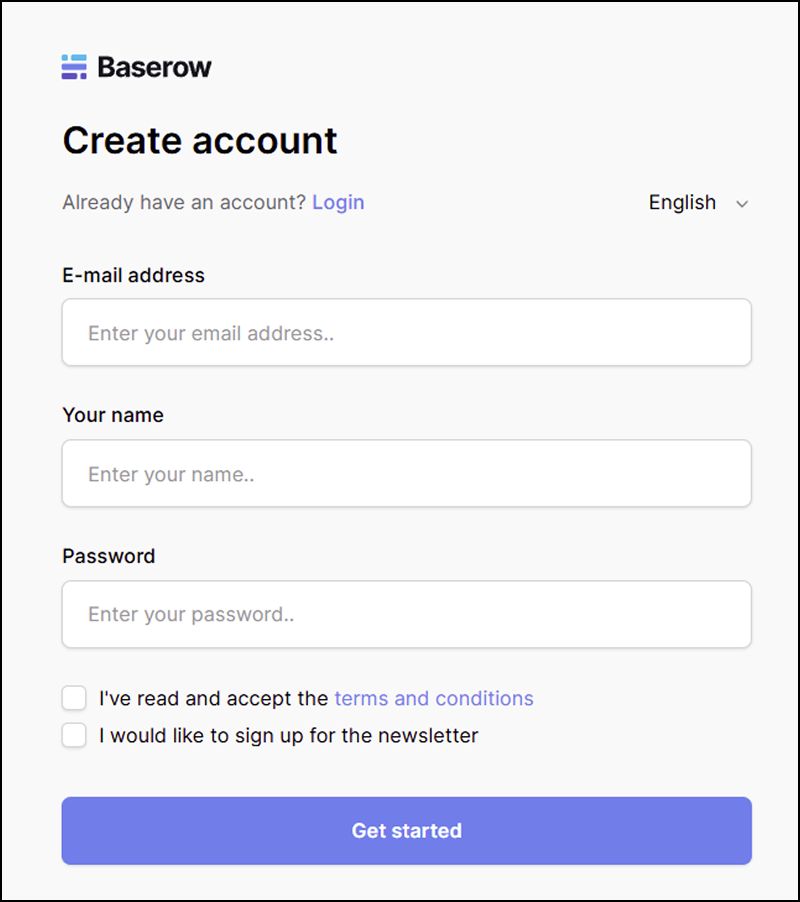 Baserow
Create account
Already have an account? Login
English
E-mail address
Enter your email address..
Your name
Enter your name..
Password
Enter your password..
I've read and accept the terms and conditions
I would like to sign up for the newsletter
Get started